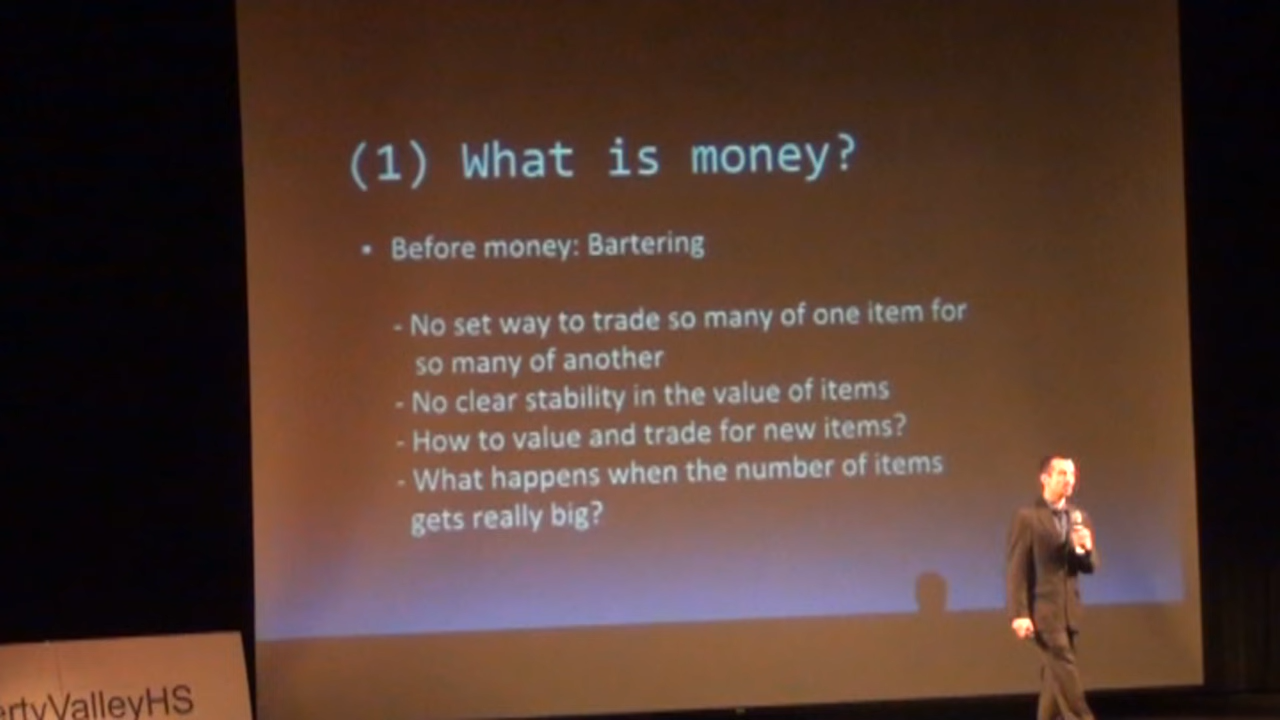 (1) What is money?
▪ Before money: Bartering
- No set way to trade so many of one item for
so many of another
- No clear stability in the value of items
- How to value and trade for new items?
- What happens when the number of items
gets really big?
ertyValleyHS